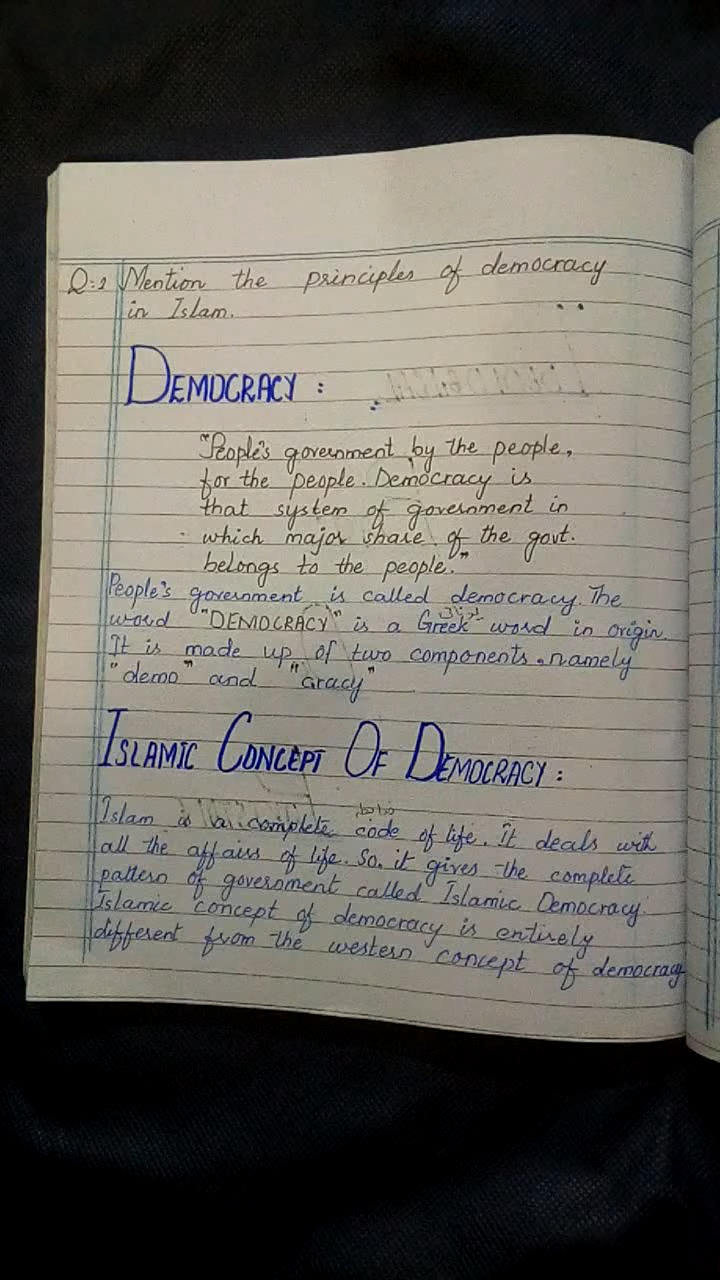 Q:2 Mention the principles of democracy
in Islam.
DEMOCRACY :
"People's government by the people,
for the people. Democracy is
that system of government in
which major share of the govt.
belongs to the people."
People's government is called democracy. The
word "DEMOCRACY" is a Greek word in origin
It is made up of two components, namely
"demo" and "Cracy"
ISLAMIC CONCEPT OF DEMOCRACY :
Islam is a complete code of life. It deals with
all the affairs of life. So, it gives the complete
pattern of government called Islamic Democracy.
Islamic concept of democracy is entirely
different from the western concept of democracy